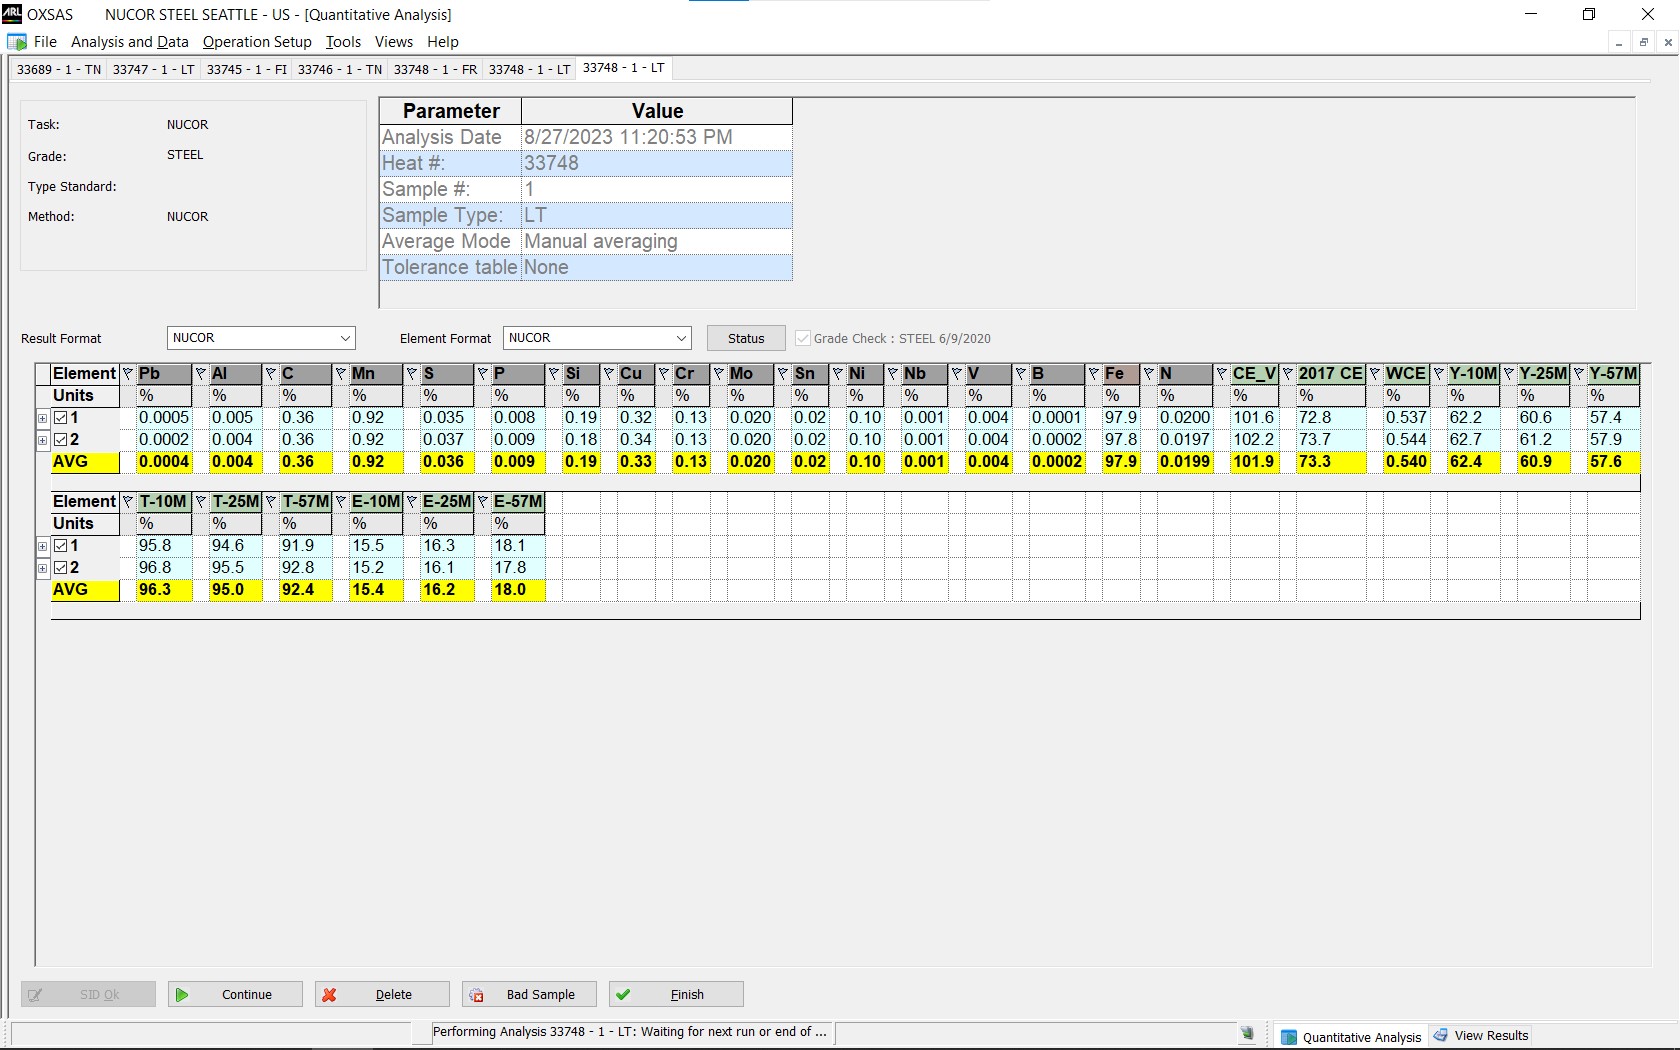 ARL OXSAS NUCOR STEEL SEATTLE - US - [Quantitative Analysis]
File Analysis and Data Operation Setup Tools Views Help
33689 - 1 - TN 33747 - 1 - LT 33745 - 1 - FI 33746 - 1 - TN 33748 - 1 - FR 33748 - 1 - LT 33748 - 1 - LT
Task: NUCOR
Grade: STEEL
Type Standard:
Method: NUCOR
Parameter Value
Analysis Date 8/27/2023 11:20:53 PM
Heat #: 33748
Sample #: 1
Sample Type: LT
Average Mode Manual averaging
Tolerance table None
Result Format NUCOR Element Format NUCOR Status Grade Check : STEEL 6/9/2020
Element Pb Al C Mn S P Si Cu Cr Mo Sn Ni Nb V B Fe N CE_V 2017 CE WCE Y-10M Y-25M Y-57M
Units % % % % % % % % % % % % % % % % % % % % % % %
1 0.0005 0.005 0.36 0.92 0.035 0.008 0.19 0.32 0.13 0.020 0.02 0.10 0.001 0.004 0.0001 97.9 0.0200 101.6 72.8 0.537 62.2 60.6 57.4
2 0.0002 0.004 0.36 0.92 0.037 0.009 0.18 0.34 0.13 0.020 0.02 0.10 0.001 0.004 0.0002 97.8 0.0197 102.2 73.7 0.544 62.7 61.2 57.9
AVG 0.0004 0.004 0.36 0.92 0.036 0.009 0.19 0.33 0.13 0.020 0.02 0.10 0.001 0.004 0.0002 97.9 0.0199 101.9 73.3 0.540 62.4 60.9 57.6
Element T-10M T-25M T-57M E-10M E-25M E-57M
Units % % % % % %
1 95.8 94.6 91.9 15.5 16.3 18.1
2 96.8 95.5 92.8 15.2 16.1 17.8
AVG 96.3 95.0 92.4 15.4 16.2 18.0
SID Ok Continue Delete Bad Sample Finish
Performing Analysis 33748 - 1 - LT: Waiting for next run or end of ... Quantitative Analysis View Results